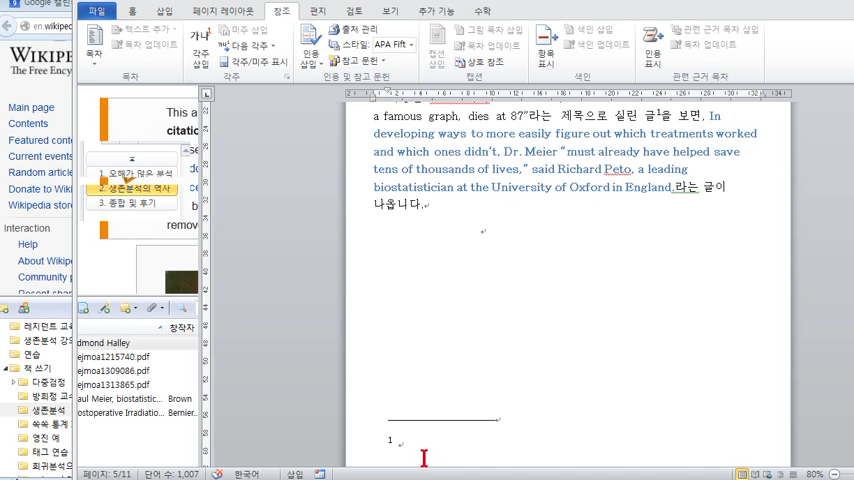 Google 캘린
파일
홈
삽입
페이지 레이아웃
참조
편지
검토
보기
추가 기능
수학
en.wikipec
목차
텍스트 추가
목차 업데이트
목차
가나
각주 삽입
미주 삽입
다음 각주
각주/미주 표시
각주
인용 삽입
출처 관리
스타일: APA Fift
참고 문헌
인용 및 참고 문헌
캡션 삽입
그림 목차 삽입
목차 업데이트
상호 참조
캡션
항목 표시
색인 삽입
색인 업데이트
색인
인용 표시
관련 근거 목차 삽입
관련 근거 목차
WIKIPE
The Free Ency
Main page
Contents
Featured conte
Current events
Random article
Donate to Wiki
Wikipedia store
Interaction
Help
About Wikip
Community p
This a
citatio
remov
1. 오해가 많은 분석
2. 생존분석의 역사
3. 종합 및 후기
a famous graph, dies at 87”라는 제목으로 실린 글1을 보면, In
developing ways to more easily figure out which treatments worked
and which ones didn’t, Dr. Meier “must already have helped save
tens of thousands of lives,” said Richard Peto, a leading
biostatistician at the University of Oxford in England.라는 글이
나옵니다.
1
레지던트 교육
생존분석 강의
연습
책 쓰기
다중검정
방희정 교수
생존분석
쏙쏙 통계
영진 예
태그 연습
회귀분석으
창작자
dmond Halley
ejmoa1215740.pdf
ejmoa1309086.pdf
ejmoa1313865.pdf
aul Meier, biostatistic... Brown
ostoperative Irradiatio... Bernier...
페이지: 5/11
단어 수: 1,007
한국어
삽입
80%